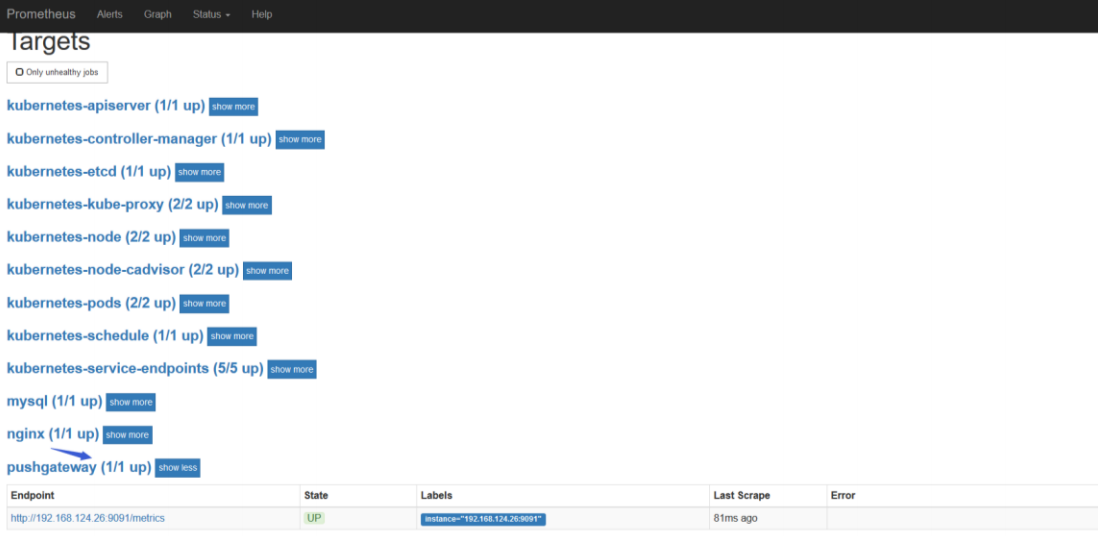 Prometheus Alerts Graph Status Help
Targets
Only unhealthy jobs
kubernetes-apiserver (1/1 up) show more
kubernetes-controller-manager (1/1 up) show more
kubernetes-etcd (1/1 up) show more
kubernetes-kube-proxy (2/2 up) show more
kubernetes-node (2/2 up) show more
kubernetes-node-cadvisor (2/2 up) show more
kubernetes-pods (2/2 up) show more
kubernetes-schedule (1/1 up) show more
kubernetes-service-endpoints (5/5 up) show more
mysql (1/1 up) show more
nginx (1/1 up) show more
pushgateway (1/1 up) show less
Endpoint State Labels Last Scrape Error
http://192.168.124.26:9091/metrics UP instance="192.168.124.26:9091" 81ms ago